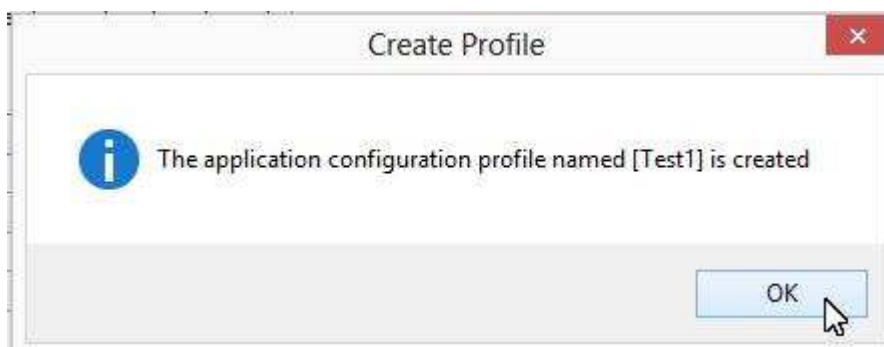 Create Profile
The application configuration profile named [Test1] is created
OK